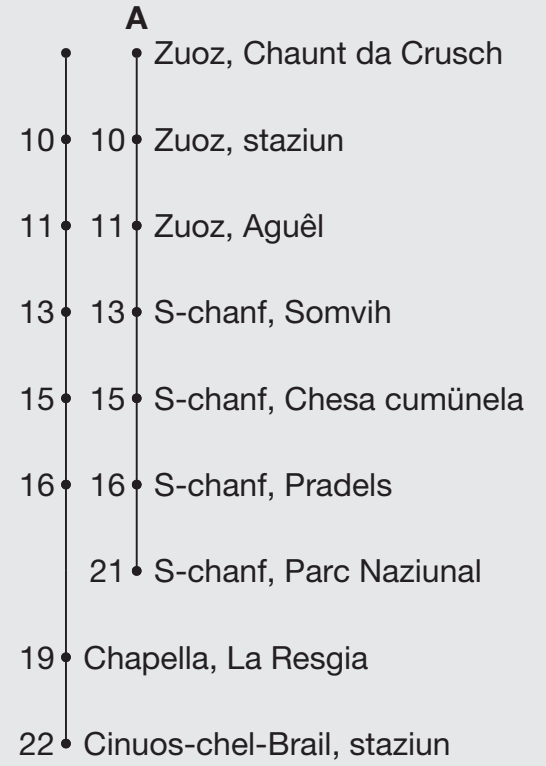 A
Zuoz, Chaunt da Crusch
10 10 Zuoz, staziun
11 11 Zuoz, Aguêl
13 13 S-chanf, Somvih
15 15 S-chanf, Chesa cumünela
16 16 S-chanf, Pradels
21 S-chanf, Parc Naziunal
19 Chapella, La Resgia
22 Cinuos-chel-Brail, staziun